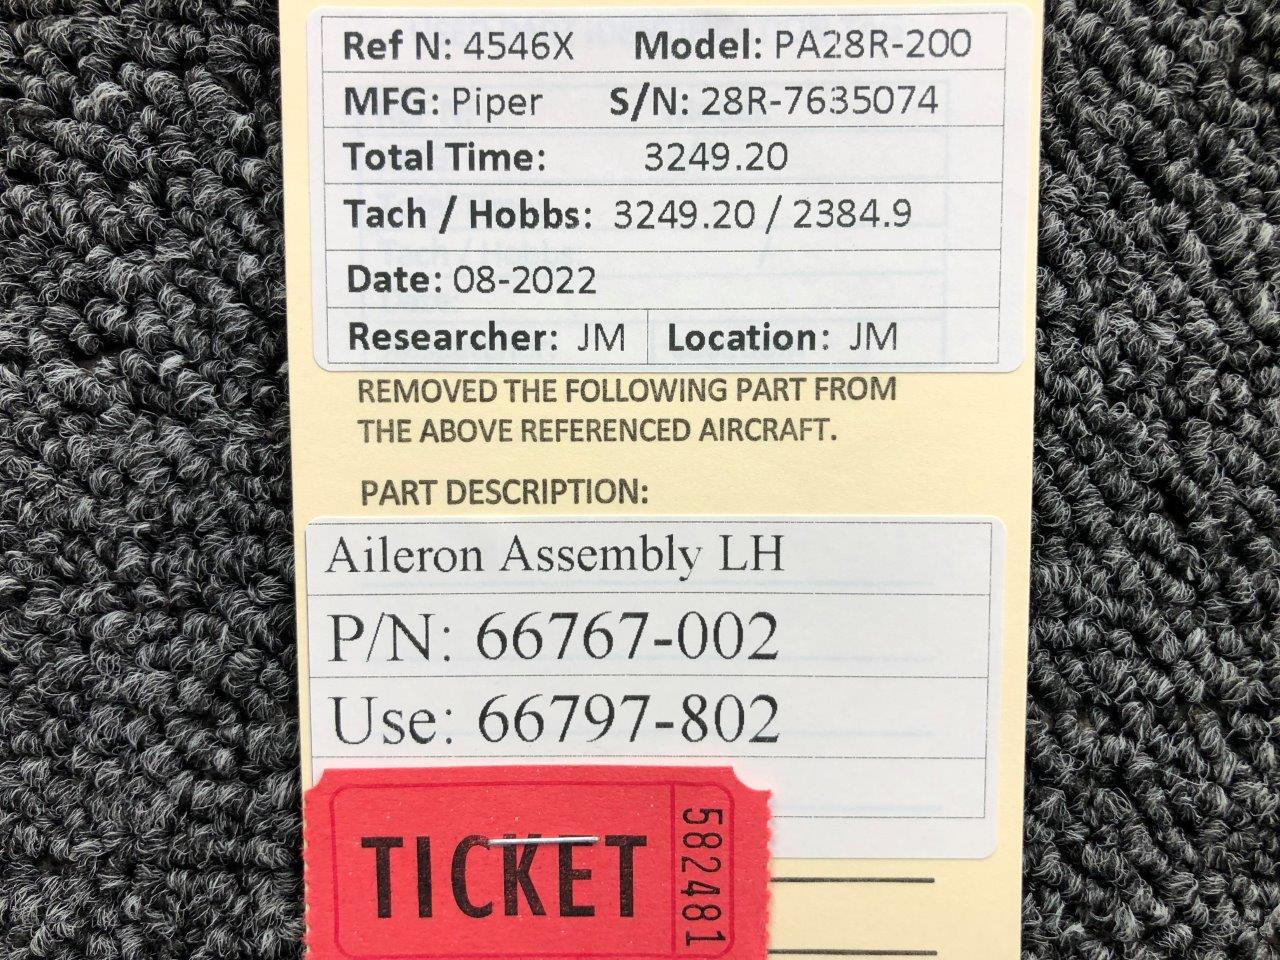 Ref N: 4546X Model: PA28R-200
MFG: Piper S/N: 28R-7635074
Total Time: 3249.20
Tach / Hobbs: 3249.20 / 2384.9
Date: 08-2022
Researcher: JM Location: JM
REMOVED THE FOLLOWING PART FROM
THE ABOVE REFERENCED AIRCRAFT.
PART DESCRIPTION:
Aileron Assembly LH
P/N: 66767-002
Use: 66797-802
TICKET
582481